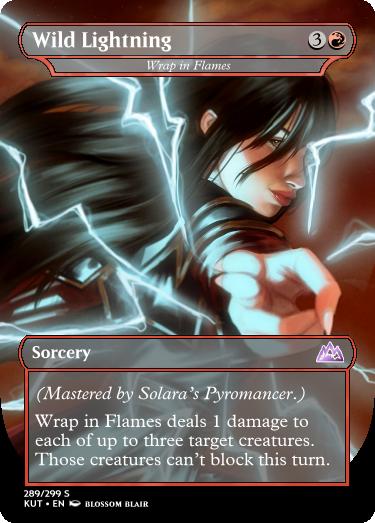 Wild Lightning 3
Wrap in Flames
Sorcery
(Mastered by Solara's Pyromancer.)
Wrap in Flames deals 1 damage to
each of up to three target creatures.
Those creatures can't block this turn.
289/299 S
KUT • EN BLOSSOM BLAIR